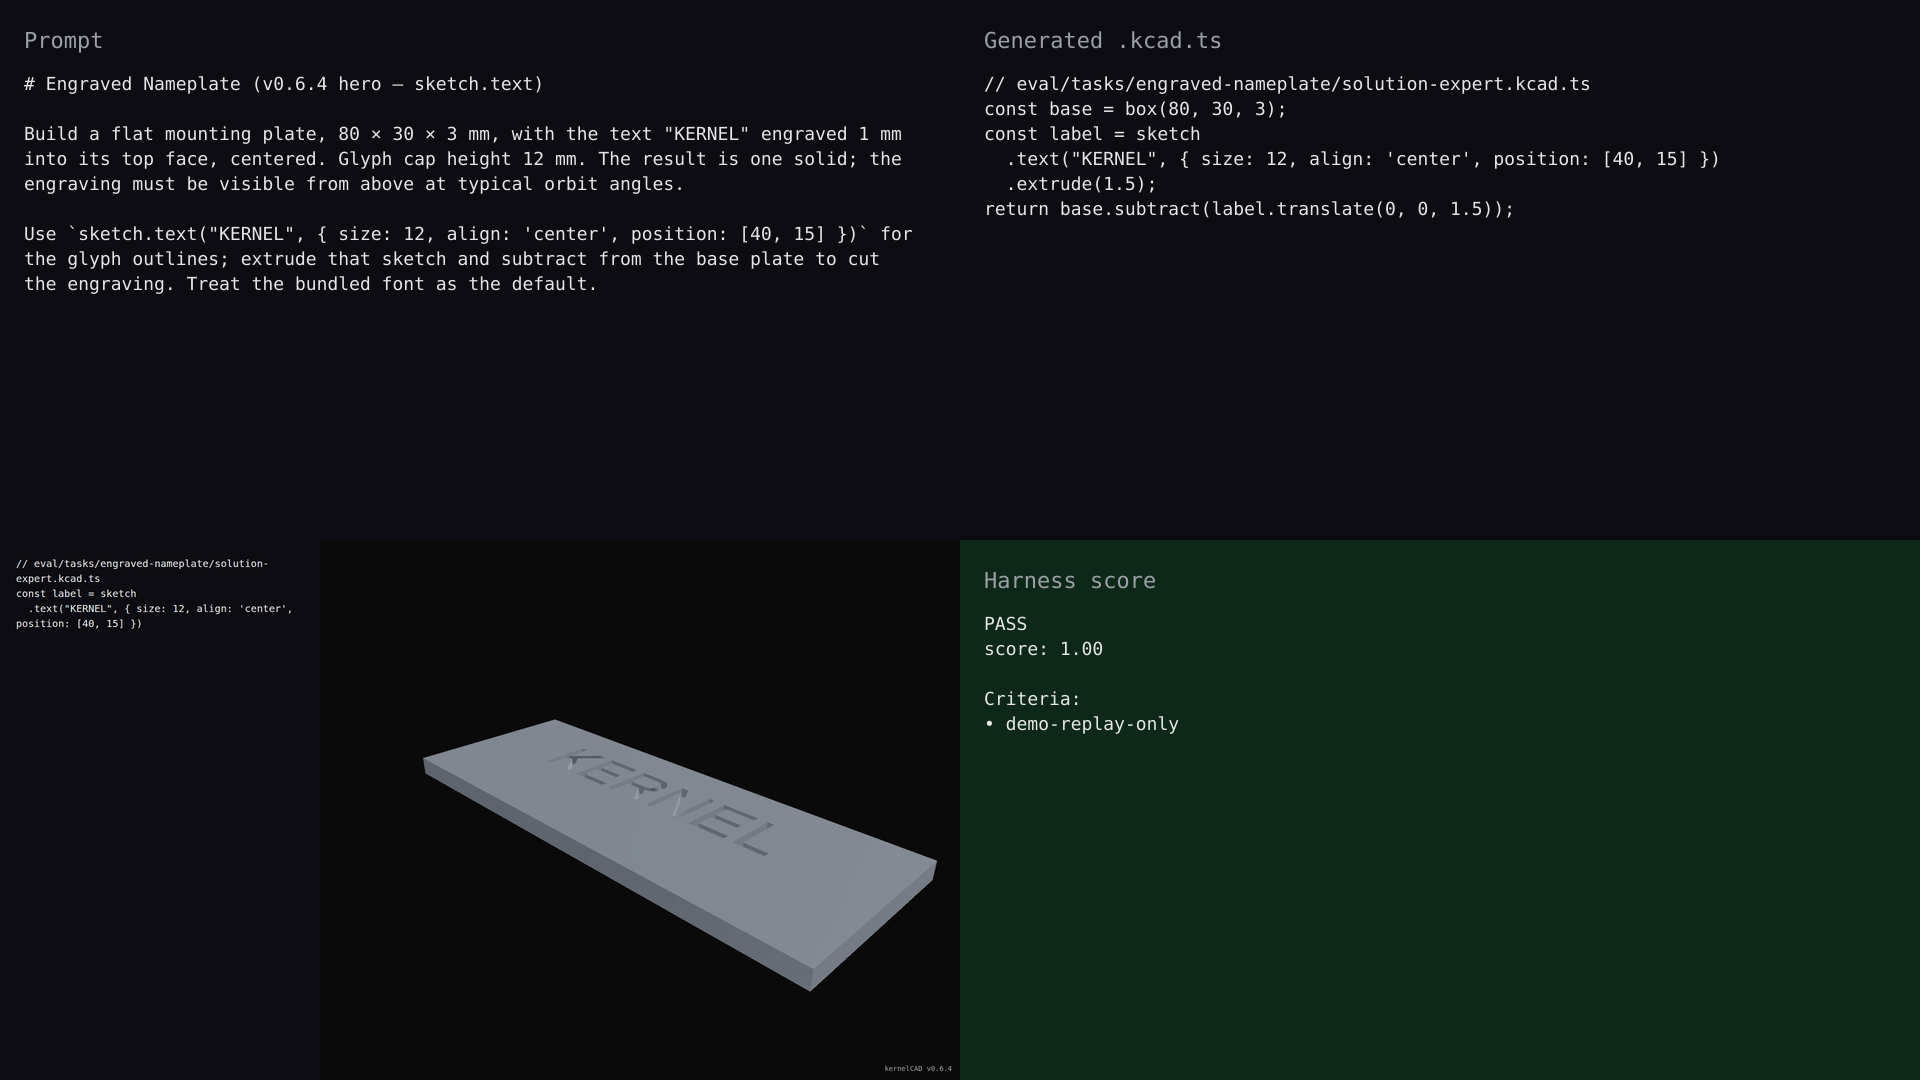 Prompt
# Engraved Nameplate (v0.6.4 hero — sketch.text)
Build a flat mounting plate, 80 × 30 × 3 mm, with the text "KERNEL" engraved 1 mm
into its top face, centered. Glyph cap height 12 mm. The result is one solid; the
engraving must be visible from above at typical orbit angles.
Use `sketch.text("KERNEL", { size: 12, align: 'center', position: [40, 15] })` for
the glyph outlines; extrude that sketch and subtract from the base plate to cut
the engraving. Treat the bundled font as the default.
Generated .kcad.ts
// eval/tasks/engraved-nameplate/solution-expert.kcad.ts
const base = box(80, 30, 3);
const label = sketch
  .text("KERNEL", { size: 12, align: 'center', position: [40, 15] })
  .extrude(1.5);
return base.subtract(label.translate(0, 0, 1.5));
// eval/tasks/engraved-nameplate/solution-
expert.kcad.ts
const label = sketch
  .text("KERNEL", { size: 12, align: 'center',
position: [40, 15] })
KERNEL
kernelCAD v0.6.4
Harness score
PASS
score: 1.00
Criteria:
• demo-replay-only